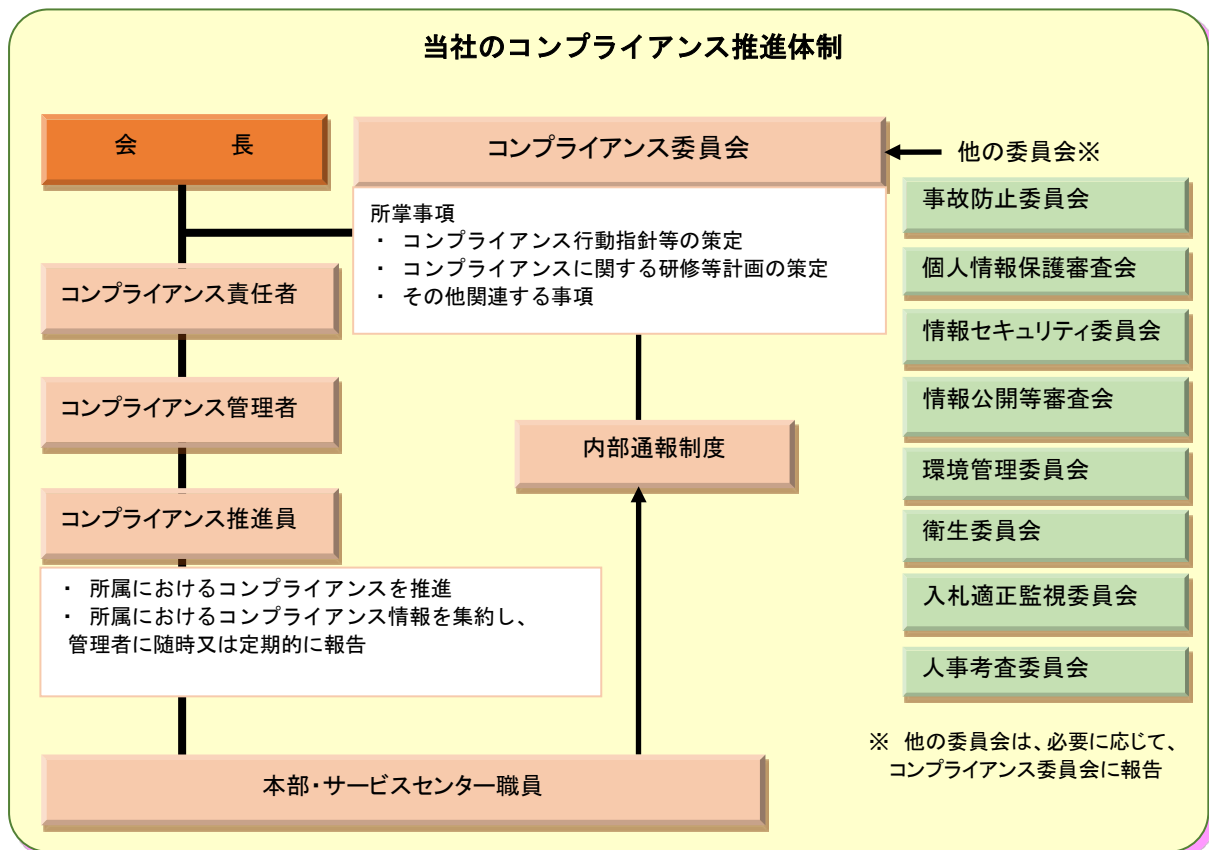 当社のコンプライアンス推進体制
会　　　長
コンプライアンス委員会
他の委員会※
所掌事項
・ コンプライアンス行動指針等の策定
・ コンプライアンスに関する研修等計画の策定
・ その他関連する事項
コンプライアンス責任者
コンプライアンス管理者
コンプライアンス推進員
・ 所属におけるコンプライアンスを推進
・ 所属におけるコンプライアンス情報を集約し、
管理者に随時又は定期的に報告
内部通報制度
本部・サービスセンター職員
事故防止委員会
個人情報保護審査会
情報セキュリティ委員会
情報公開等審査会
環境管理委員会
衛生委員会
入札適正監視委員会
人事考査委員会
※ 他の委員会は、必要に応じて、
コンプライアンス委員会に報告